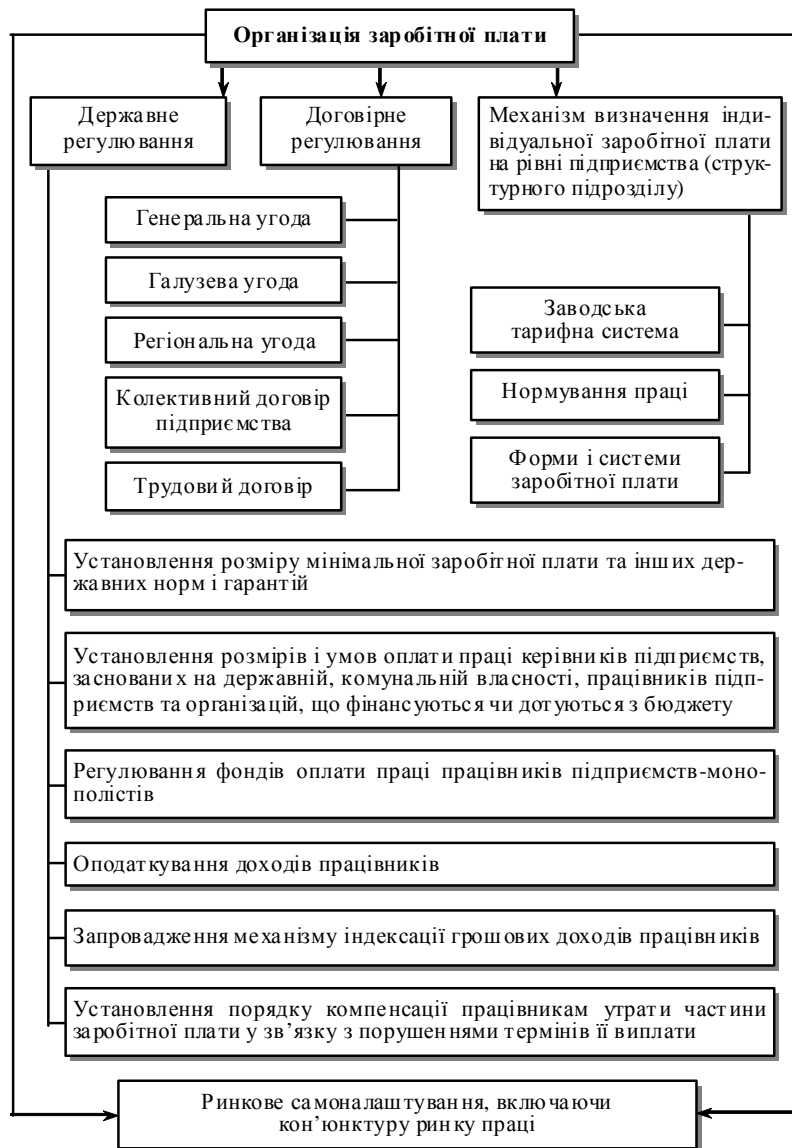 Організація заробітної плати
Державне
регулювання
Договірне
регулювання
Механізм визначення інди-
відуальної заробітної плати
на рівні підприємства (струк-
турного підрозділу)
Генеральна угода
Галузева угода
Регіональна угода
Колективний договір
підприємства
Трудовий договір
Заводська
тарифна система
Нормування праці
Форми і системи
заробітної плати
Установлення розміру мінімальної заробітної плати та інших дер-
жавних норм і гарантій
Установлення розмірів і умов оплати праці керівників підприємств,
заснованих на державній, комунальній власності, працівників підп-
риємств та організацій, що фінансуються чи дотуються з бюджету
Регулювання фондів оплати праці працівників підприємств-моно-
полістів
Оподаткування доходів працівників
Запровадження механізму індексації грошових доходів працівників
Установлення порядку компенсації працівникам утрати частини
заробітної плати у зв’язку з порушеннями термінів її виплати
Ринкове самоналаштування, включаючи
кон’юнктуру ринку праці